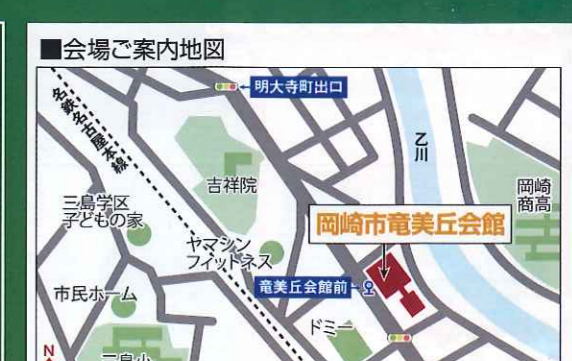 ■会場ご案内地図
明大寺町出口
名鉄名古屋本線
乙川
吉祥院
岡崎
商高
三島学区
子どもの家
岡崎市竜美丘会館
ヤマシン
フィットネス
竜美丘会館前
市民ホーム
ドミー
N
三島小